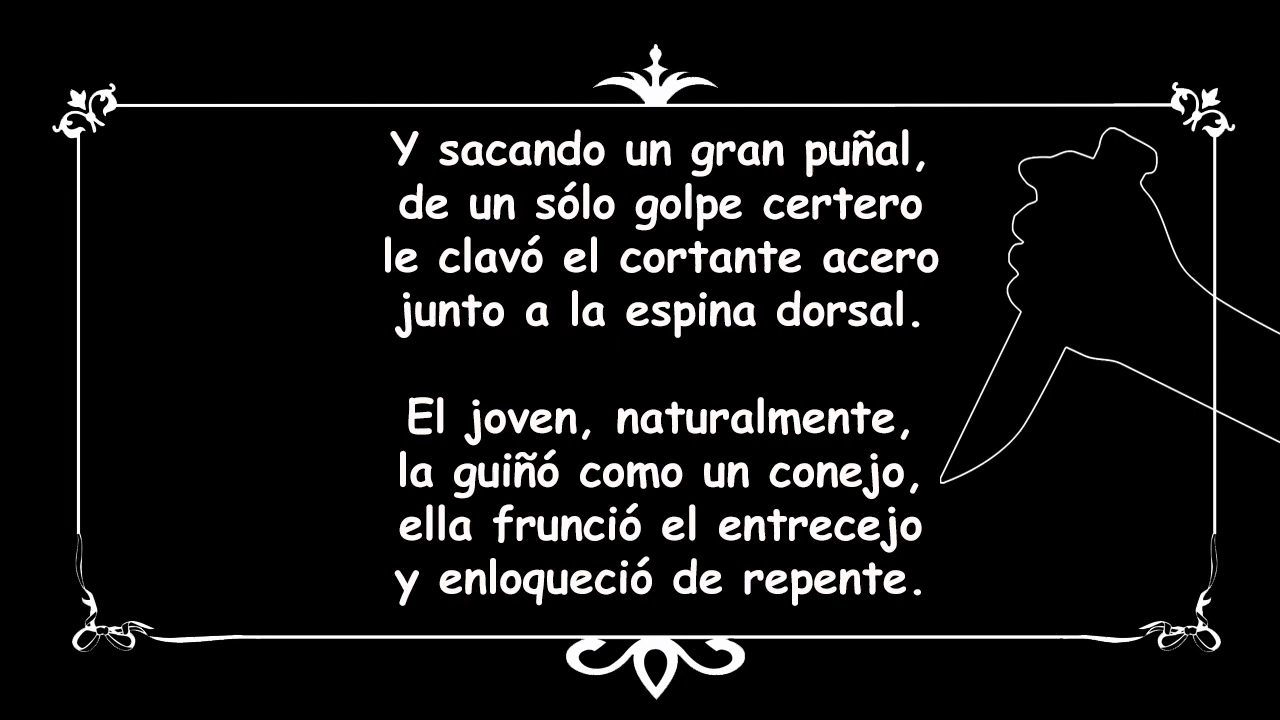 Y sacando un gran puñal,
de un sólo golpe certero
le clavó el cortante acero
junto a la espina dorsal.
El joven, naturalmente,
la guiñó como un conejo,
ella frunció el entrecejo
y enloqueció de repente.